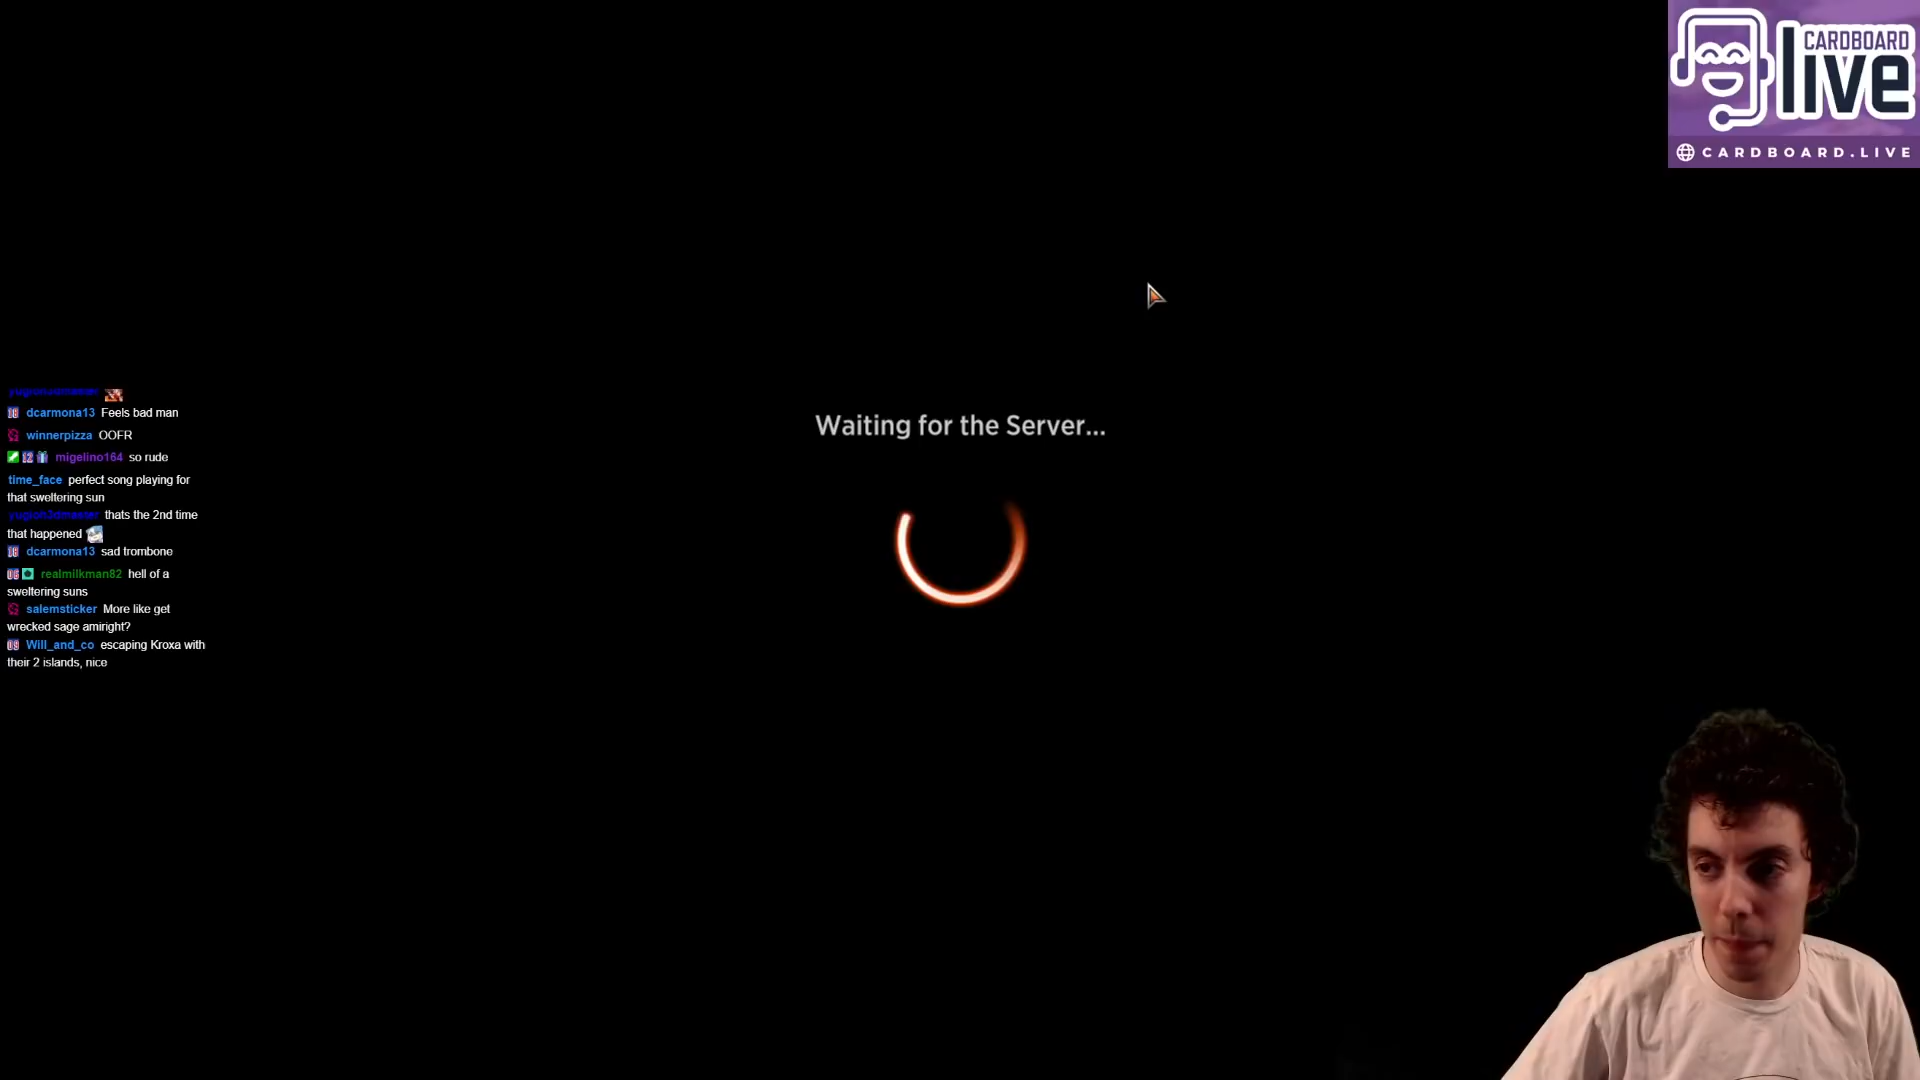 CARDBOARD
live
CARDBOARD.LIVE
Waiting for the Server...
dcarmona13 Feels bad man
winnerpizza OOFR
migelino164 so rude
time_face perfect song playing for
that sweltering sun
thats the 2nd time
that happened
dcarmona13 sad trombone
realmilkman82 hell of a
sweltering suns
salemsticker More like get
wrecked sage amiright?
Will_and_co escaping Kroxa with
their 2 islands, nice